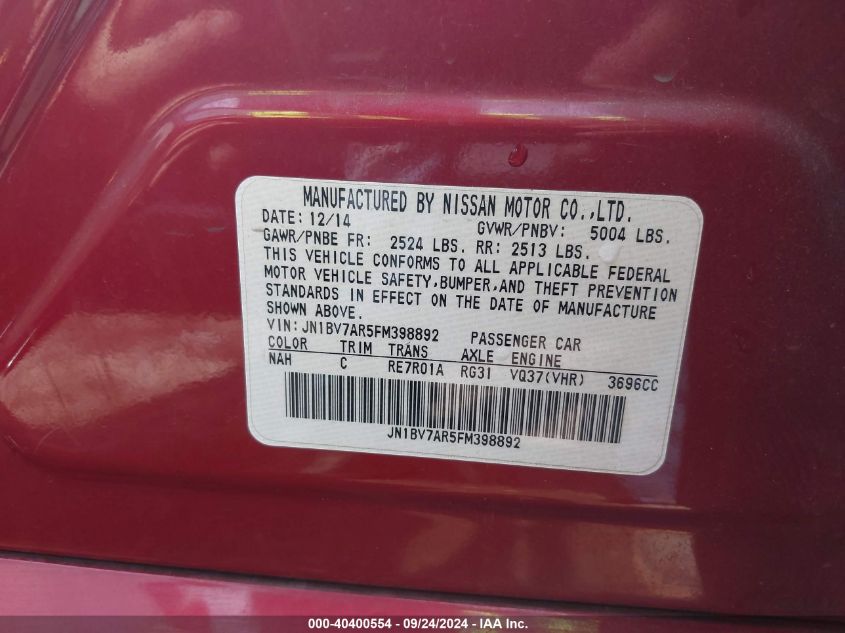 MANUFACTURED BY NISSAN MOTOR CO.,LTD.
DATE: 12/14 GVWR/PNBV: 5004 LBS.
GAWR/PNBE FR: 2524 LBS. RR: 2513 LBS.
THIS VEHICLE CONFORMS TO ALL APPLICABLE FEDERAL
MOTOR VEHICLE SAFETY,BUMPER,AND THEFT PREVENTION
STANDARDS IN EFFECT ON THE DATE OF MANUFACTURE
SHOWN ABOVE.
VIN: JN1BV7AR5FM398892 PASSENGER CAR
COLOR TRIM TRANS AXLE ENGINE
NAH C RE7R01A RG31 VQ37(VHR) 3696CC
JN1BV7AR5FM398892
000-40400554 - 09/24/2024 - IAA Inc.